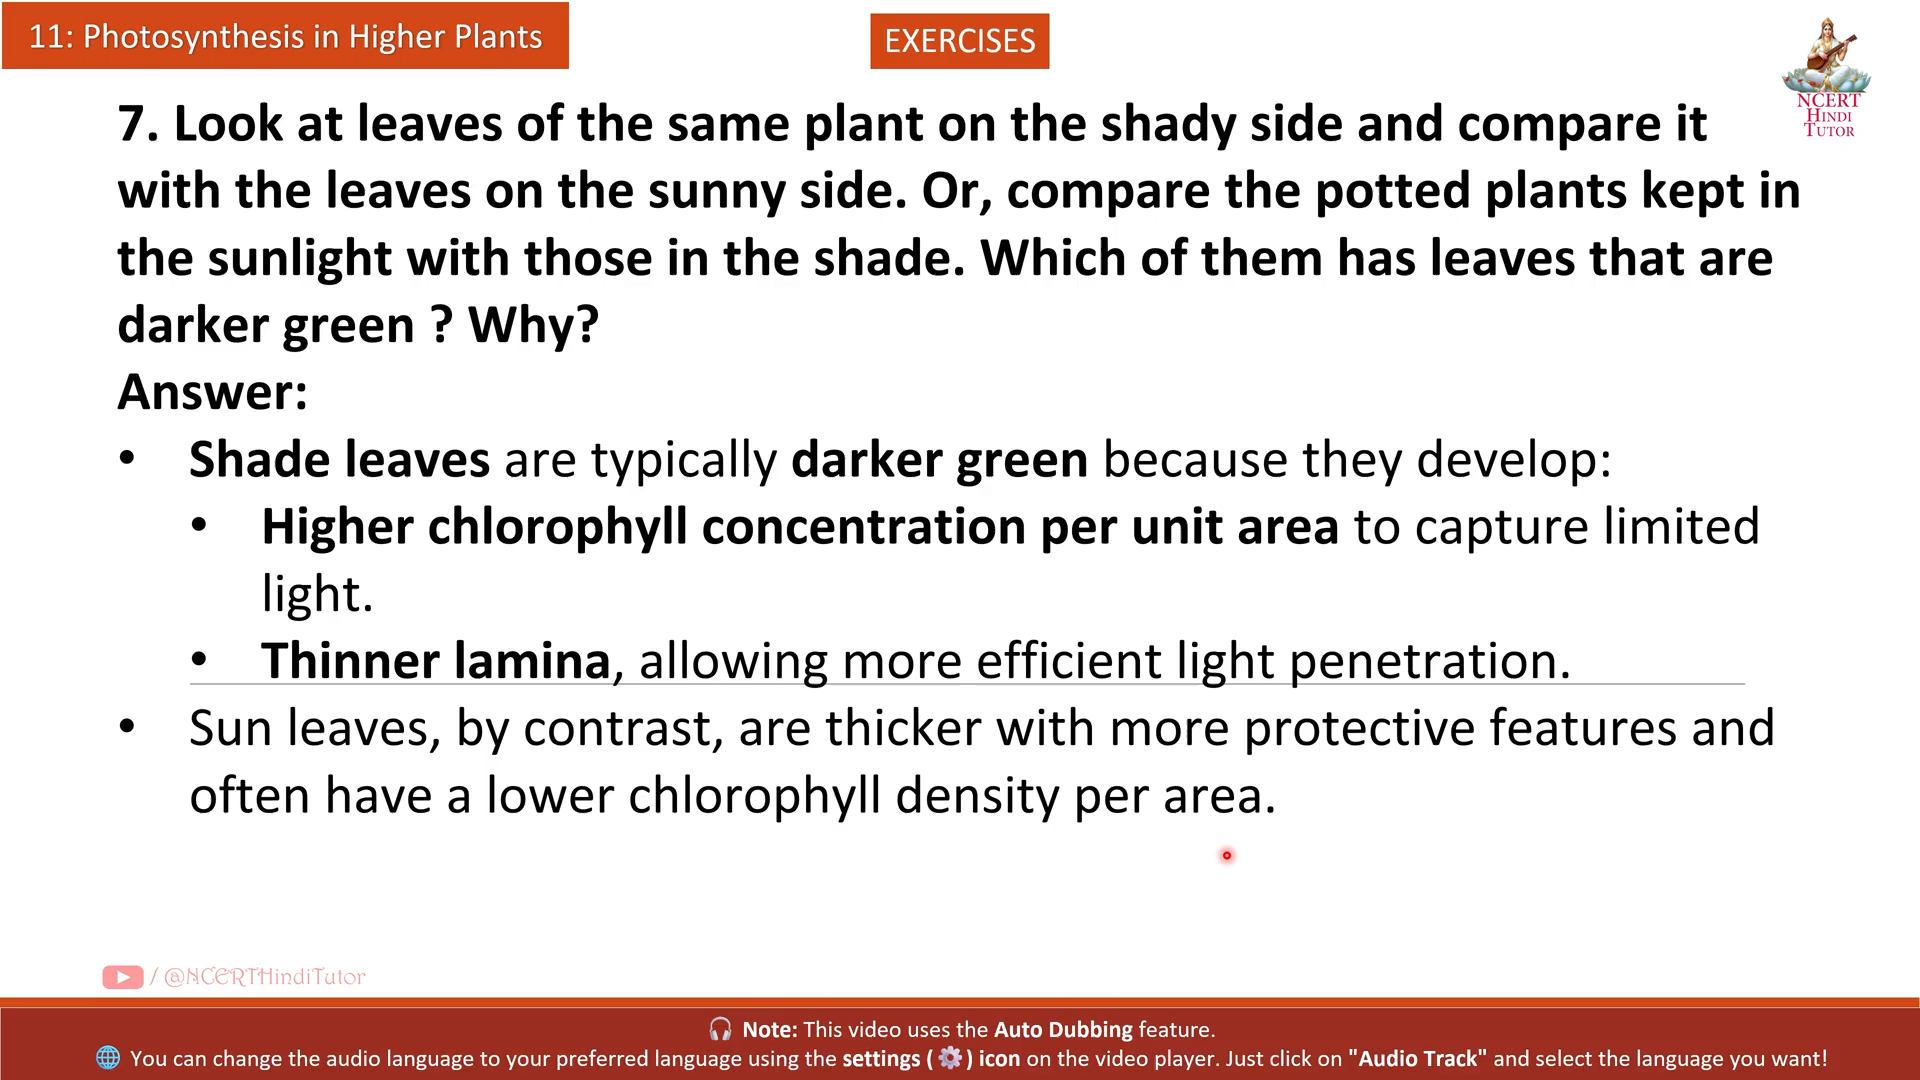 11: Photosynthesis in Higher Plants
EXERCISES
NCERT
HINDI
TUTOR
7. Look at leaves of the same plant on the shady side and compare it
with the leaves on the sunny side. Or, compare the potted plants kept in
the sunlight with those in the shade. Which of them has leaves that are
darker green ? Why?
Answer:
• Shade leaves are typically darker green because they develop:
• Higher chlorophyll concentration per unit area to capture limited
light.
• Thinner lamina, allowing more efficient light penetration.
• Sun leaves, by contrast, are thicker with more protective features and
often have a lower chlorophyll density per area.
/ @NCERTHindiTutor
🎧 Note: This video uses the Auto Dubbing feature.
🌐 You can change the audio language to your preferred language using the settings ( ⚙️ ) icon on the video player. Just click on "Audio Track" and select the language you want!